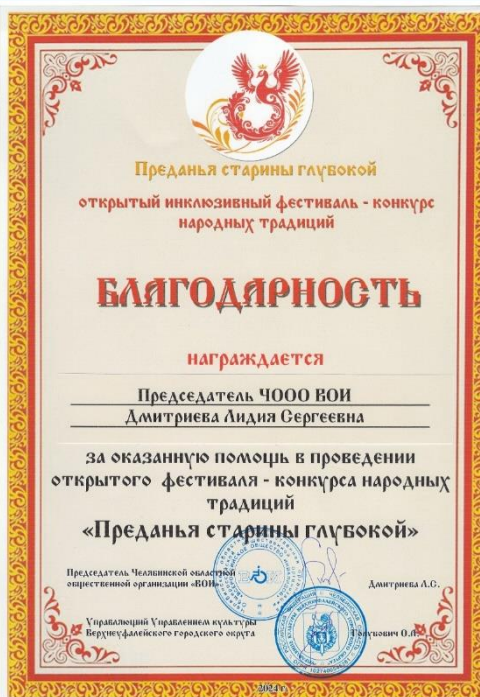 Преданья старины глубокой
открытый инклюзивный фестиваль - конкурс
народных традиций
БЛАГОДАРНОСТЬ
награждается
Председатель ЧООО ВОИ
Дмитриева Лидия Сергеевна
за оказанную помощь в проведении
открытого фестиваля - конкурса народных
традиций
«Преданья старины глубокой»
Председатель Челябинской областной
общественной организации «ВОИ»
Дмитриева Л.С.
Управляющий Управлением культуры
Верхнеуфалейского городского округа
Голунович О.А.
2024 г.